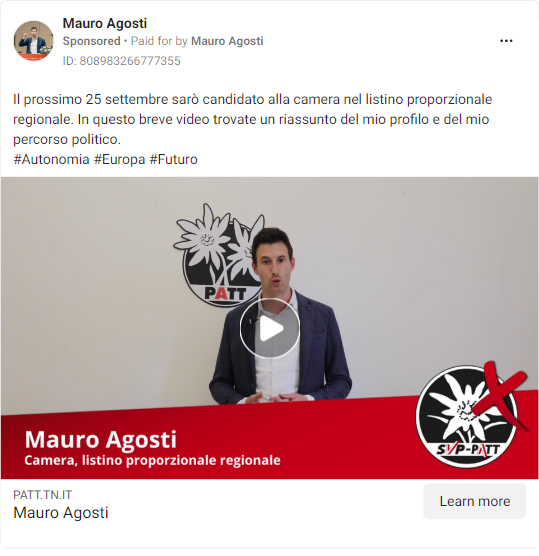 Mauro Agosti
Sponsored • Paid for by Mauro Agosti
ID: 808983266777355
Il prossimo 25 settembre sarò candidato alla camera nel listino proporzionale
regionale. In questo breve video trovate un riassunto del mio profilo e del mio
percorso politico.
#Autonomia #Europa #Futuro
PATT
Mauro Agosti
Camera, listino proporzionale regionale
SVP-PATT
PATT.TN.IT
Mauro Agosti
Learn more